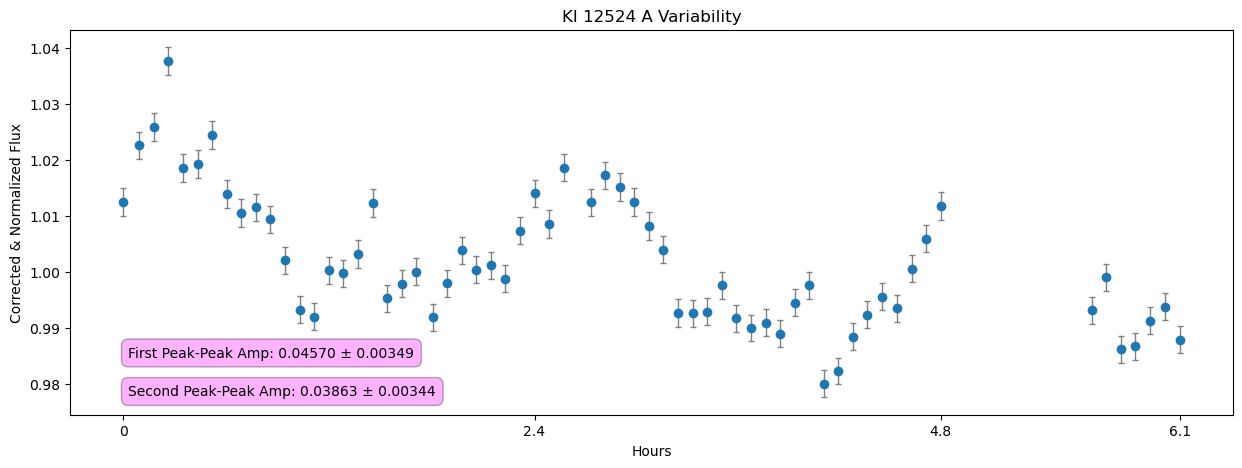 KI 12524 A Variability
Corrected & Normalized Flux
1.04
1.03
1.02
1.01
1.00
0.99
0.98
First Peak-Peak Amp: 0.04570 ± 0.00349
Second Peak-Peak Amp: 0.03863 ± 0.00344
0 2.4 4.8 6.1
Hours